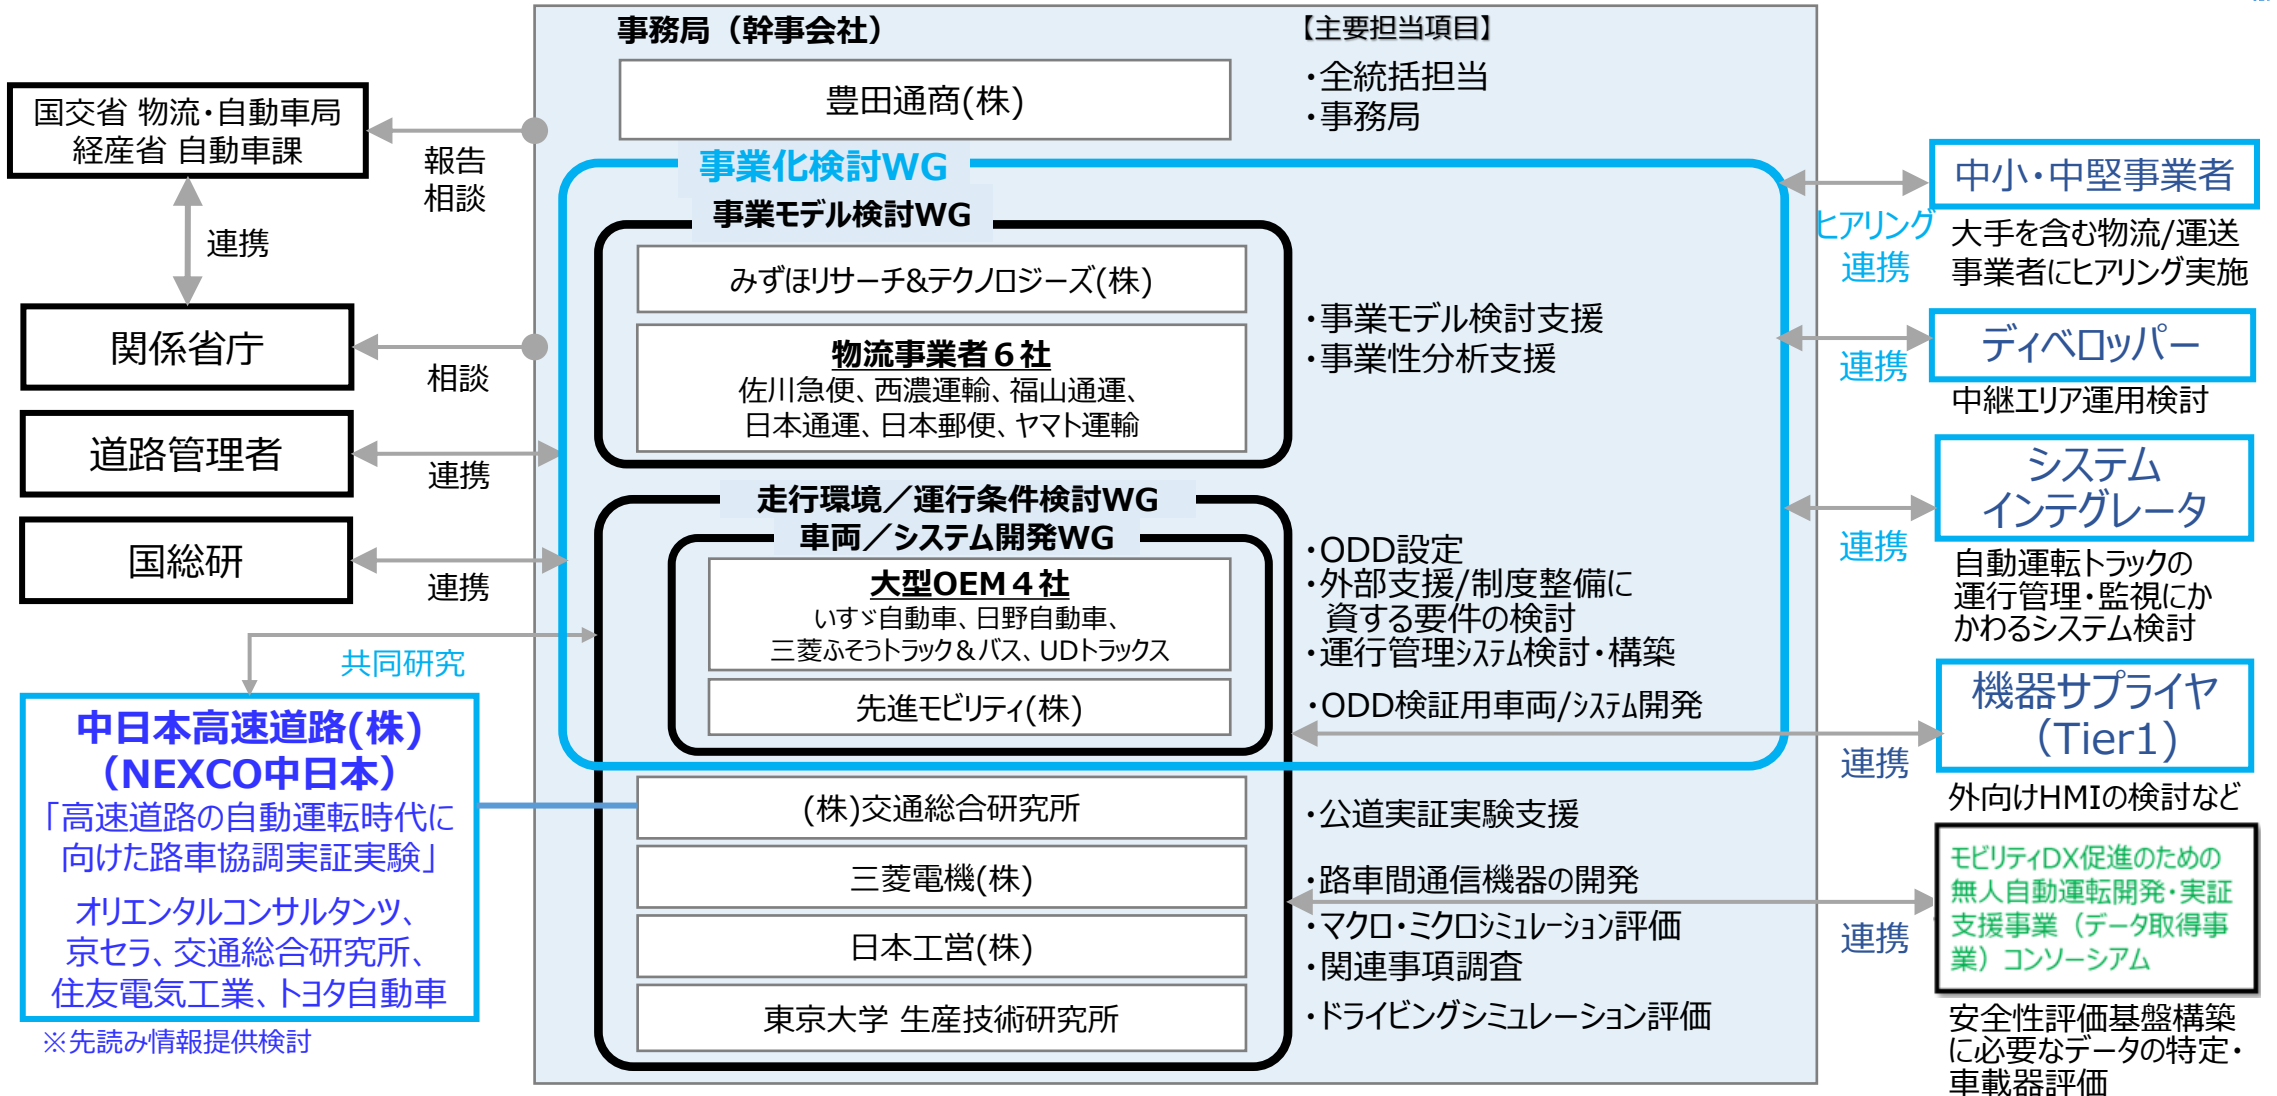 事務局（幹事会社）
【主要担当項目】
豊田通商(株)
・全統括担当
・事務局
国交省 物流・自動車局
経産省 自動車課
報告
相談
連携
関係省庁
相談
道路管理者
連携
国総研
連携
共同研究
中日本高速道路(株)
（NEXCO中日本）
「高速道路の自動運転時代に
向けた路車協調実証実験」
オリエンタルコンサルタンツ、
京セラ、交通総合研究所、
住友電気工業、トヨタ自動車
※先読み情報提供検討
事業化検討WG
事業モデル検討WG
みずほリサーチ&テクノロジーズ(株)
物流事業者６社
佐川急便、西濃運輸、福山通運、
日本通運、日本郵便、ヤマト運輸
・事業モデル検討支援
・事業性分析支援
走行環境／運行条件検討WG
車両／システム開発WG
大型OEM４社
いすゞ自動車、日野自動車、
三菱ふそうトラック＆バス、UDトラックス
先進モビリティ(株)
・ODD設定
・外部支援/制度整備に
資する要件の検討
・運行管理システム検討・構築
・ODD検証用車両/システム開発
(株)交通総合研究所
・公道実証実験支援
三菱電機(株)
・路車間通信機器の開発
日本工営(株)
・マクロ・ミクロシミュレーション評価
・関連事項調査
東京大学 生産技術研究所
・ドライビングシミュレーション評価
中小・中堅事業者
ヒアリング
連携
大手を含む物流/運送
事業者にヒアリング実施
ディベロッパー
連携
中継エリア運用検討
システム
インテグレータ
連携
自動運転トラックの
運行管理・監視にか
かわるシステム検討
機器サプライヤ
（Tier1）
連携
外向けHMIの検討など
モビリティDX促進のための
無人自動運転開発・実証
支援事業（データ取得事
業）コンソーシアム
連携
安全性評価基盤構築
に必要なデータの特定・
車載器評価